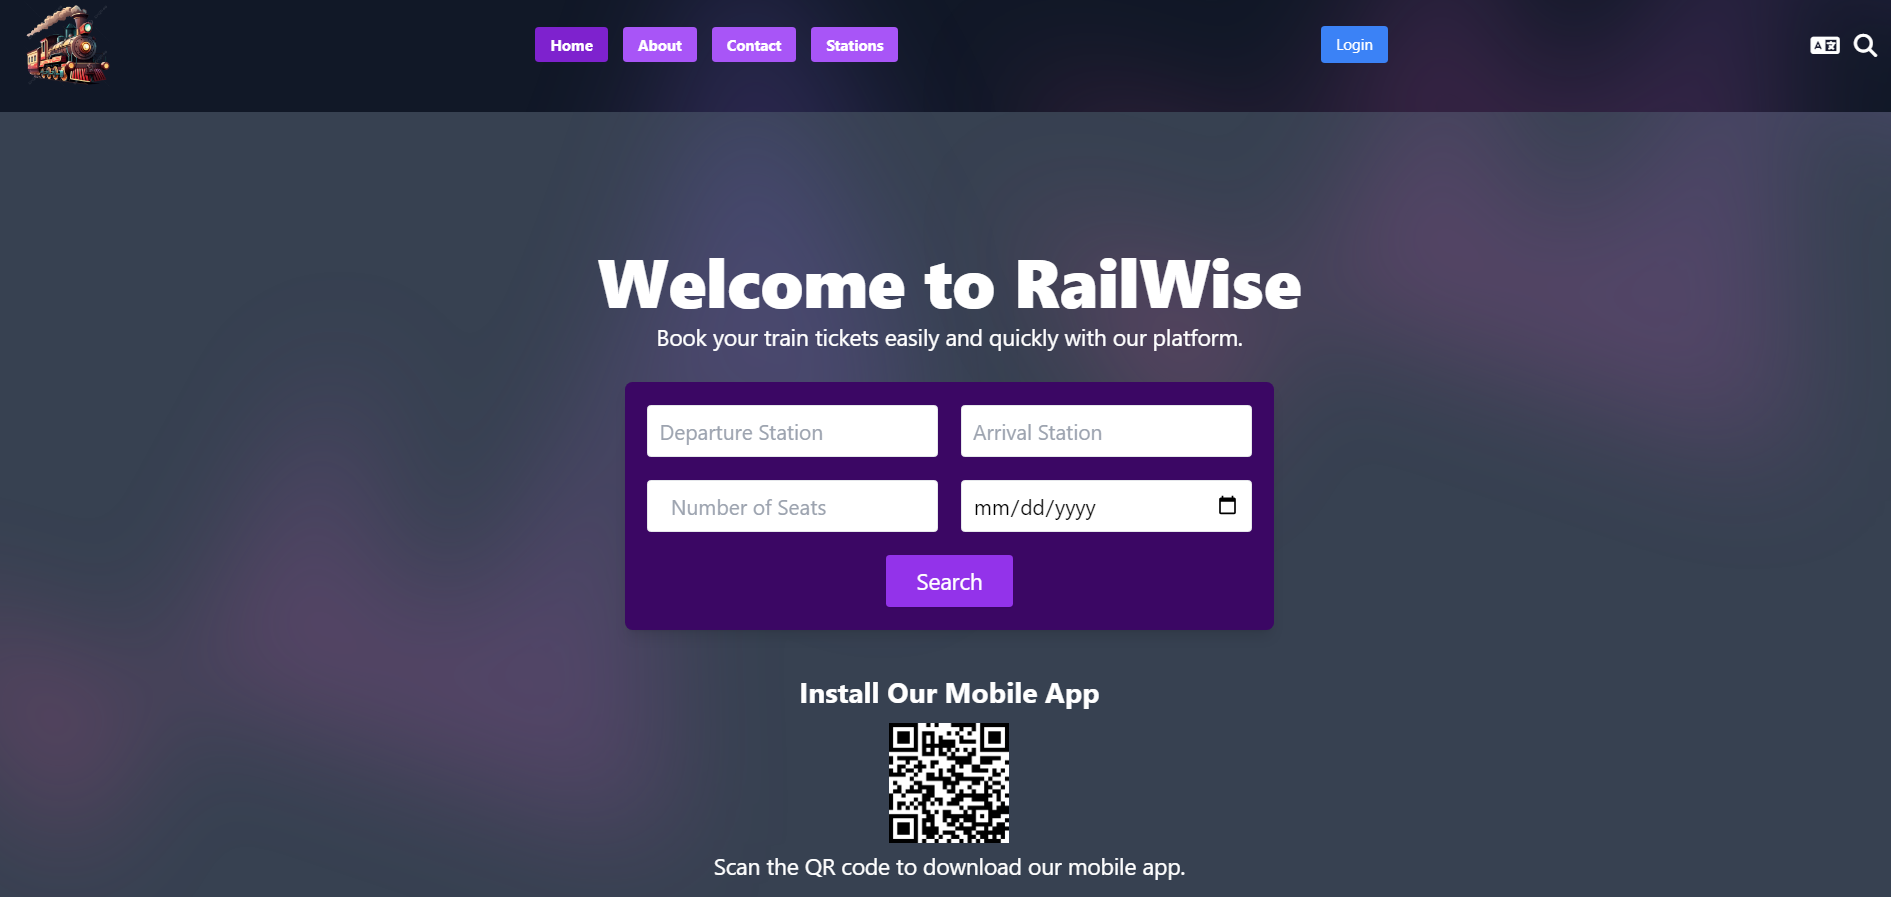 Home
About
Contact
Stations
Login
A
Welcome to RailWise
Book your train tickets easily and quickly with our platform.
Departure Station
Arrival Station
Number of Seats
mm/dd/yyyy
Search
Install Our Mobile App
Scan the QR code to download our mobile app.